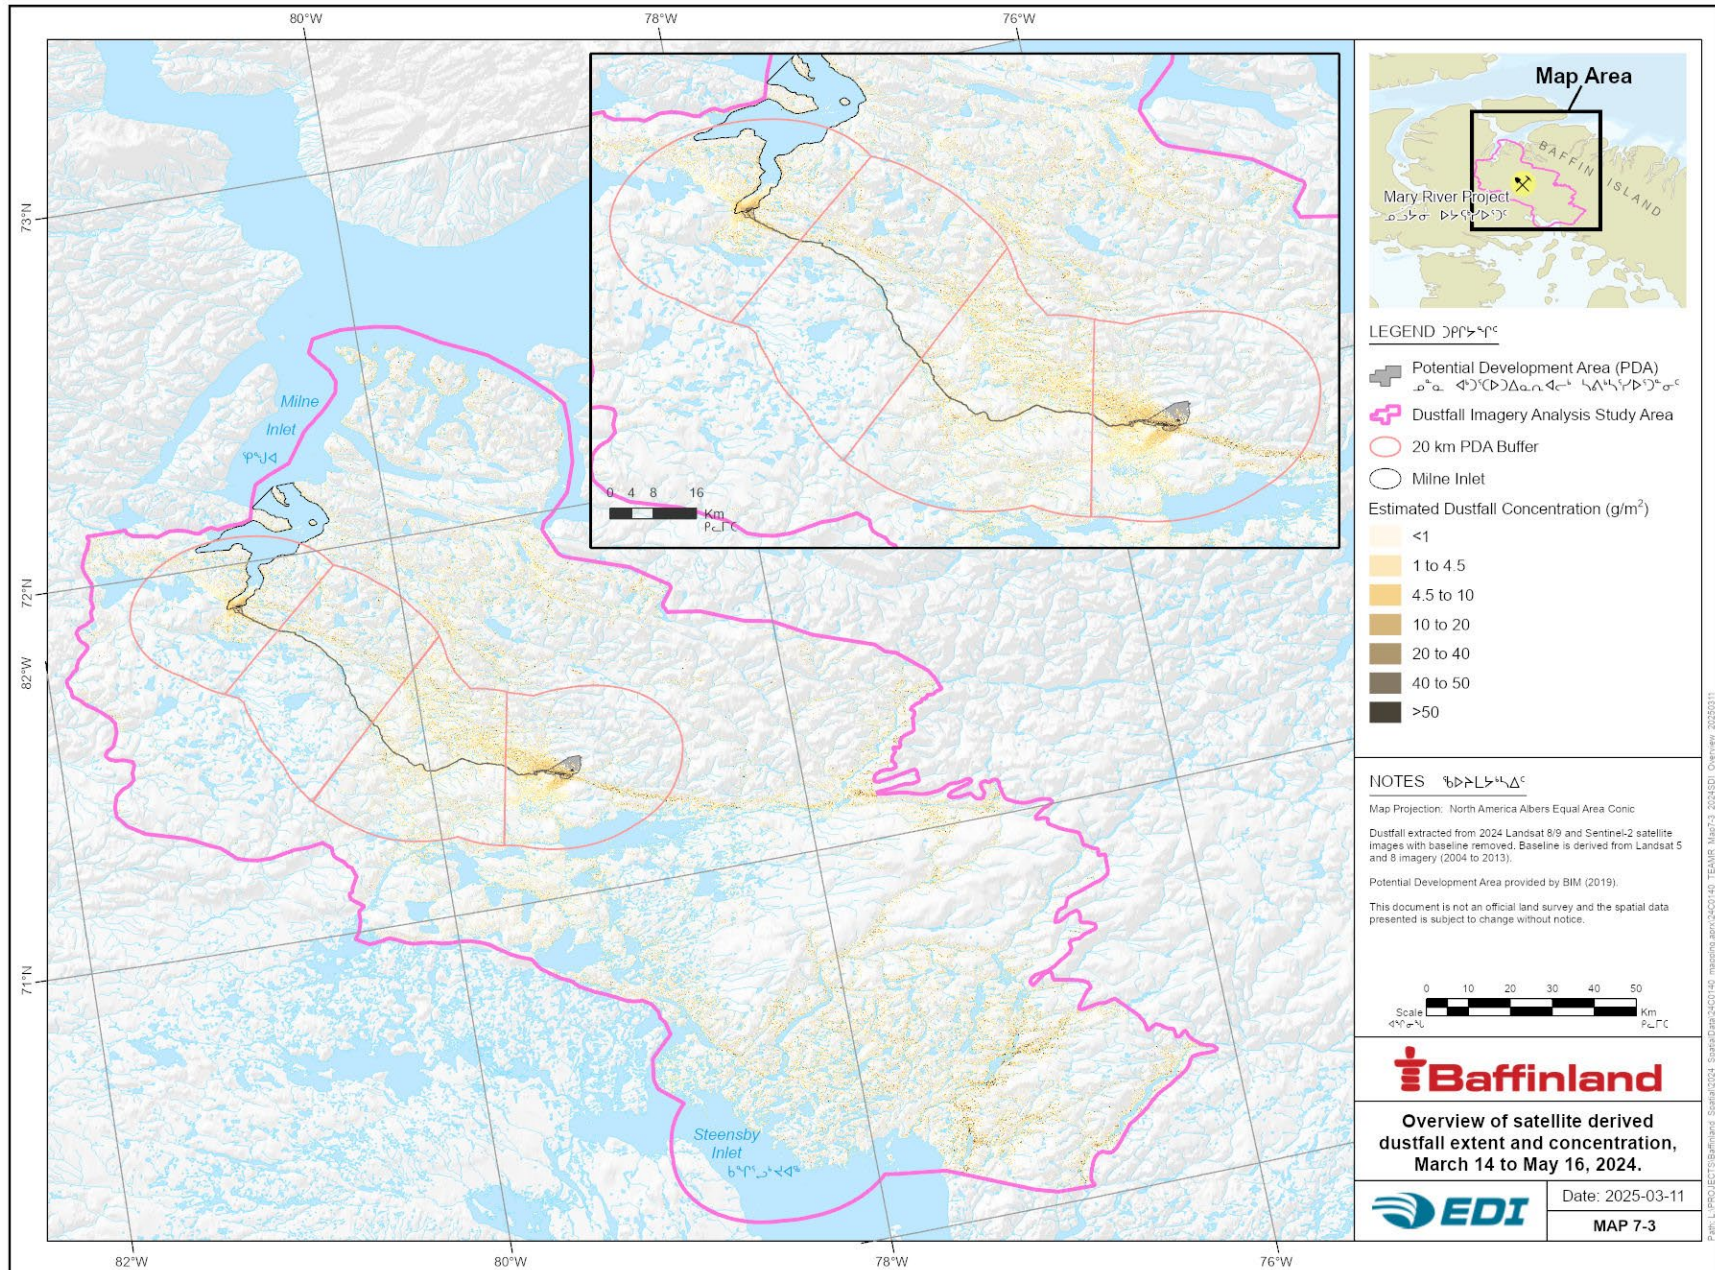 80°W
78°W
76°W
73°N
72°N
82°W
71°N
82°W
80°W
78°W
76°W
Milne
Inlet
ᕿᙳᐊ
Steensby
Inlet
0 4 8 16
Km
ᑭᓚᒥᑕ
Map Area
BAFFIN ISLAND
Mary River Project
LEGEND
Potential Development Area (PDA)
Dustfall Imagery Analysis Study Area
20 km PDA Buffer
Milne Inlet
Estimated Dustfall Concentration (g/m²)
<1
1 to 4.5
4.5 to 10
10 to 20
20 to 40
40 to 50
>50
NOTES
Map Projection: North America Albers Equal Area Conic
Dustfall extracted from 2024 Landsat 8/9 and Sentinel-2 satellite
images with baseline removed. Baseline is derived from Landsat 5
and 8 imagery (2004 to 2013).
Potential Development Area provided by BIM (2019).
This document is not an official land survey and the spatial data
presented is subject to change without notice.
0 10 20 30 40 50
Scale
Km
Baffinland
Overview of satellite derived
dustfall extent and concentration,
March 14 to May 16, 2024.
EDI
Date: 2025-03-11
MAP 7-3